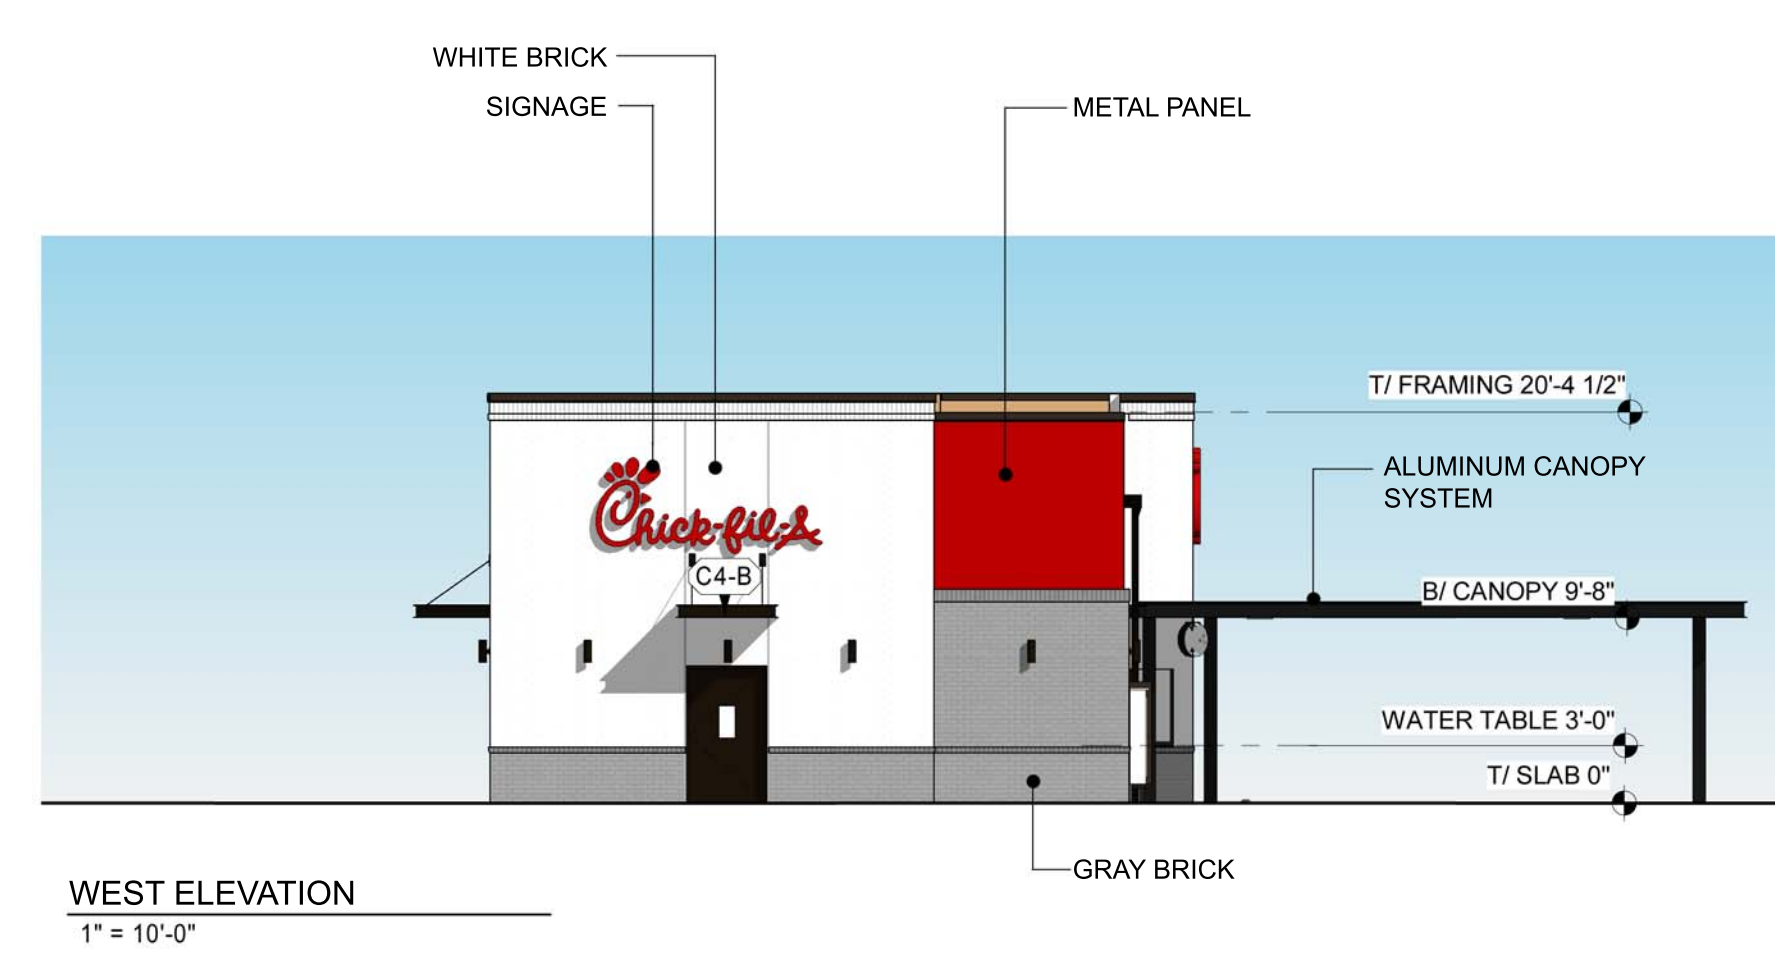 WHITE BRICK
SIGNAGE
METAL PANEL
T/ FRAMING 20'-4 1/2"
ALUMINUM CANOPY
SYSTEM
Chick-fil-A
C4-B
B/ CANOPY 9'-8"
WATER TABLE 3'-0"
T/ SLAB 0"
GRAY BRICK
WEST ELEVATION
1" = 10'-0"